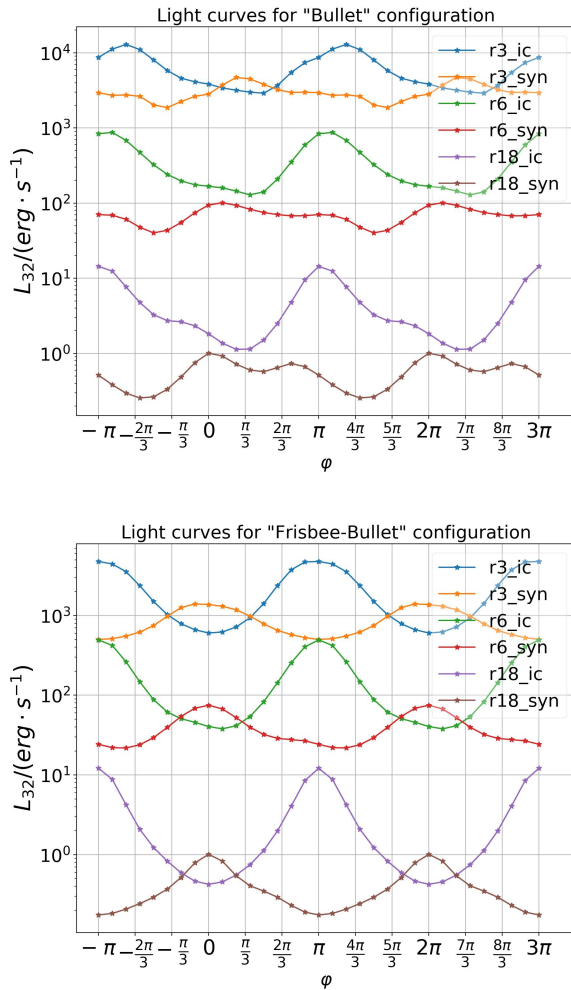 Light curves for "Bullet" configuration
10^4
10^3
10^2
10^1
10^0
L_{32}/(erg · s^{-1})
r3_ic
r3_syn
r6_ic
r6_syn
r18_ic
r18_syn
−π −2π/3 −π/3 0 π/3 2π/3 π 4π/3 5π/3 2π 7π/3 8π/3 3π
φ
Light curves for "Frisbee-Bullet" configuration
10^3
10^2
10^1
10^0
L_{32}/(erg · s^{-1})
r3_ic
r3_syn
r6_ic
r6_syn
r18_ic
r18_syn
−π −2π/3 −π/3 0 π/3 2π/3 π 4π/3 5π/3 2π 7π/3 8π/3 3π
φ